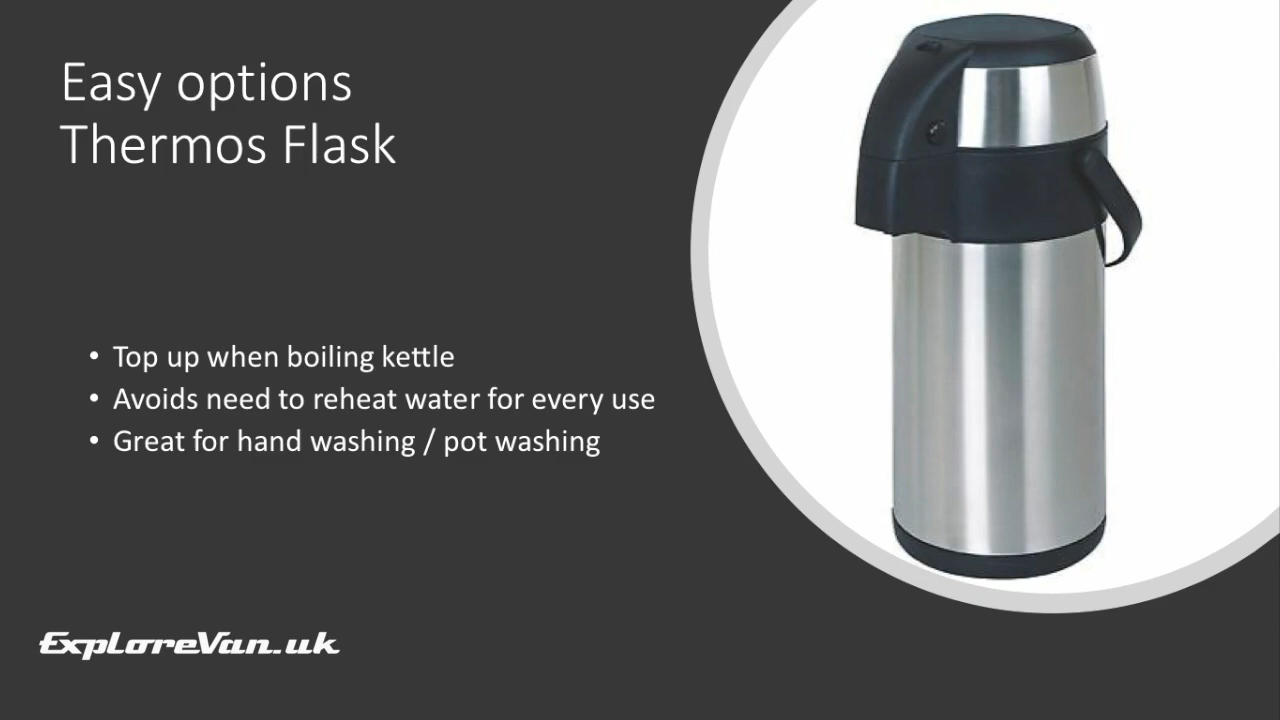 Easy options
Thermos Flask
• Top up when boiling kettle
• Avoids need to reheat water for every use
• Great for hand washing / pot washing
ExploreVan.uk